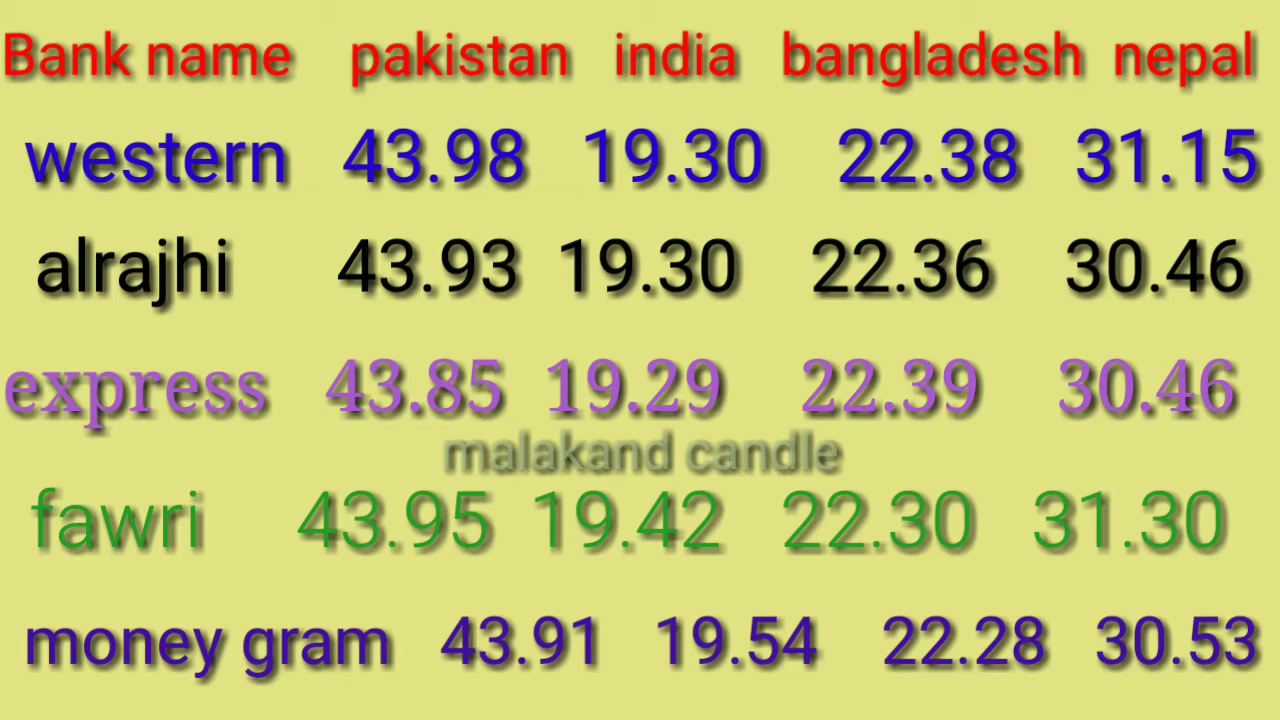 Bank name pakistan india bangladesh nepal
western 43.98 19.30 22.38 31.15
alrajhi 43.93 19.30 22.36 30.46
express 43.85 19.29 22.39 30.46
malakand candle
fawri 43.95 19.42 22.30 31.30
money gram 43.91 19.54 22.28 30.53